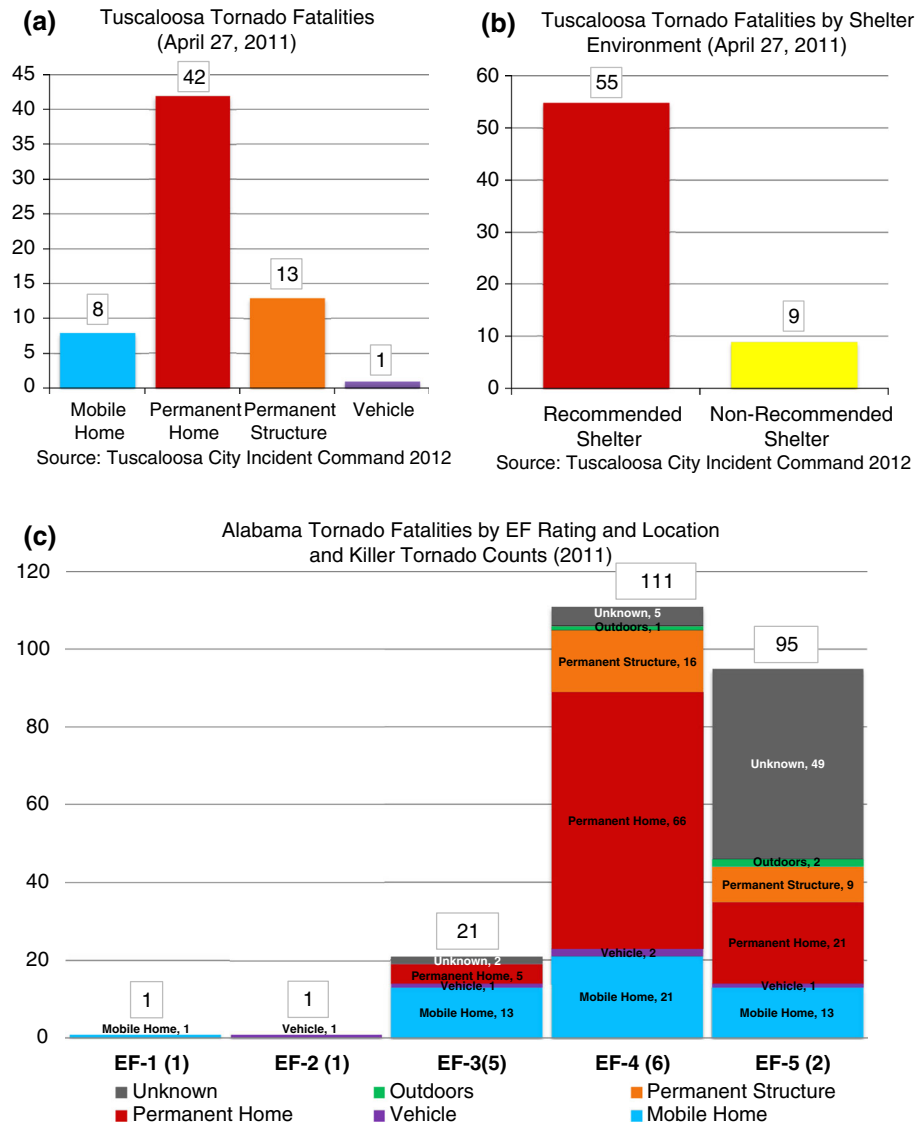 (a) Tuscaloosa Tornado Fatalities
(April 27, 2011)
45
40
35
30
25
20
15
10
5
0
8
42
13
1
Mobile
Home
Permanent
Home
Permanent
Structure
Vehicle
Source: Tuscaloosa City Incident Command 2012
(b) Tuscaloosa Tornado Fatalities by Shelter
Environment (April 27, 2011)
60
50
40
30
20
10
0
55
9
Recommended
Shelter
Non-Recommended
Shelter
Source: Tuscaloosa City Incident Command 2012
(c) Alabama Tornado Fatalities by EF Rating and Location
and Killer Tornado Counts (2011)
120
100
80
60
40
20
0
1
Mobile Home, 1
1
Vehicle, 1
21
Unknown, 2
Permanent Home, 5
Vehicle, 1
Mobile Home, 13
111
Unknown, 5
Outdoors, 1
Permanent Structure, 16
Permanent Home, 66
Vehicle, 2
Mobile Home, 21
95
Unknown, 49
Outdoors, 2
Permanent Structure, 9
Permanent Home, 21
Vehicle, 1
Mobile Home, 13
EF-1 (1) EF-2 (1) EF-3(5) EF-4 (6) EF-5 (2)
Unknown Outdoors Permanent Structure
Permanent Home Vehicle Mobile Home